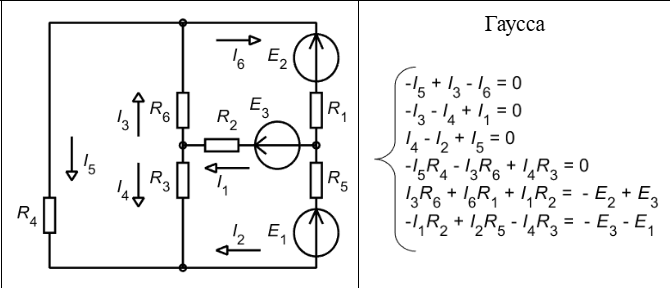 Гаусса
I6
E2
I3
R6
E3
R1
R2
I5
I4
R3
I1
R5
R4
I2
E1
-I5 + I3 - I6 = 0
-I3 - I4 + I1 = 0
I4 - I2 + I5 = 0
-I5R4 - I3R6 + I4R3 = 0
I3R6 + I6R1 + I1R2 = - E2 + E3
-I1R2 + I2R5 - I4R3 = - E3 - E1